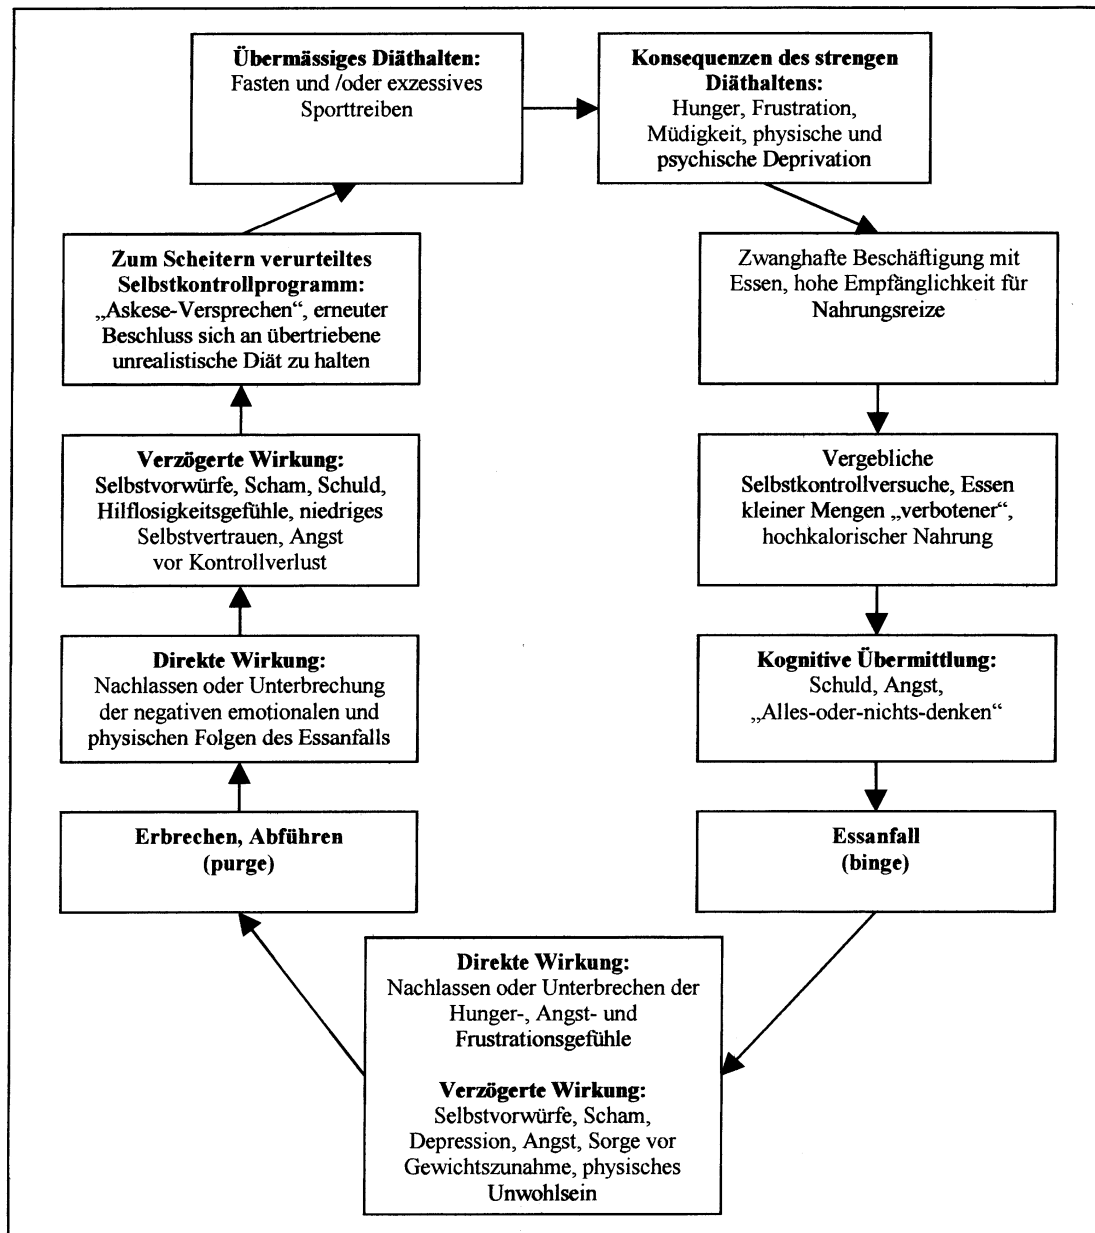 Übermässiges Diäthalten:
Fasten und /oder exzessives
Sporttreiben
Konsequenzen des strengen
Diäthaltens:
Hunger, Frustration,
Müdigkeit, physische und
psychische Deprivation
Zwanghafte Beschäftigung mit
Essen, hohe Empfänglichkeit für
Nahrungsreize
Vergebliche
Selbstkontrollversuche, Essen
kleiner Mengen „verbotener“,
hochkalorischer Nahrung
Kognitive Übermittlung:
Schuld, Angst,
„Alles-oder-nichts-denken“
Essanfall
(binge)
Direkte Wirkung:
Nachlassen oder Unterbrechen der
Hunger-, Angst- und
Frustrationsgefühle
Verzögerte Wirkung:
Selbstvorwürfe, Scham,
Depression, Angst, Sorge vor
Gewichtszunahme, physisches
Unwohlsein
Erbrechen, Abführen
(purge)
Direkte Wirkung:
Nachlassen oder Unterbrechung
der negativen emotionalen und
physischen Folgen des Essanfalls
Verzögerte Wirkung:
Selbstvorwürfe, Scham, Schuld,
Hilflosigkeitsgefühle, niedriges
Selbstvertrauen, Angst
vor Kontrollverlust
Zum Scheitern verurteiltes
Selbstkontrollprogramm:
„Askese-Versprechen“, erneuter
Beschluss sich an übertriebene
unrealistische Diät zu halten